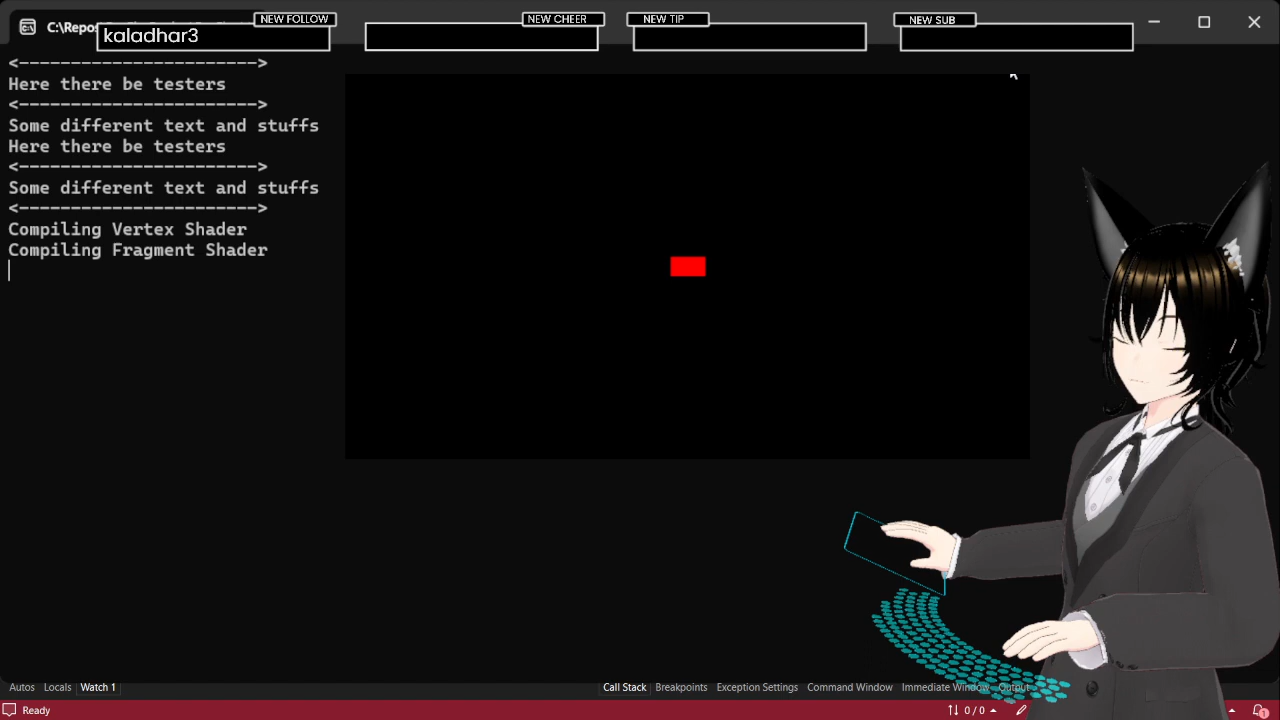 C:\Repos
NEW FOLLOW
kaladhar3
NEW CHEER
NEW TIP
NEW SUB
<----------------------->
Here there be testers
<----------------------->
Some different text and stuffs
Here there be testers
<----------------------->
Some different text and stuffs
<----------------------->
Compiling Vertex Shader
Compiling Fragment Shader
Autos Locals Watch 1
Call Stack Breakpoints Exception Settings Command Window Immediate Window Output
Ready
0 / 0
1